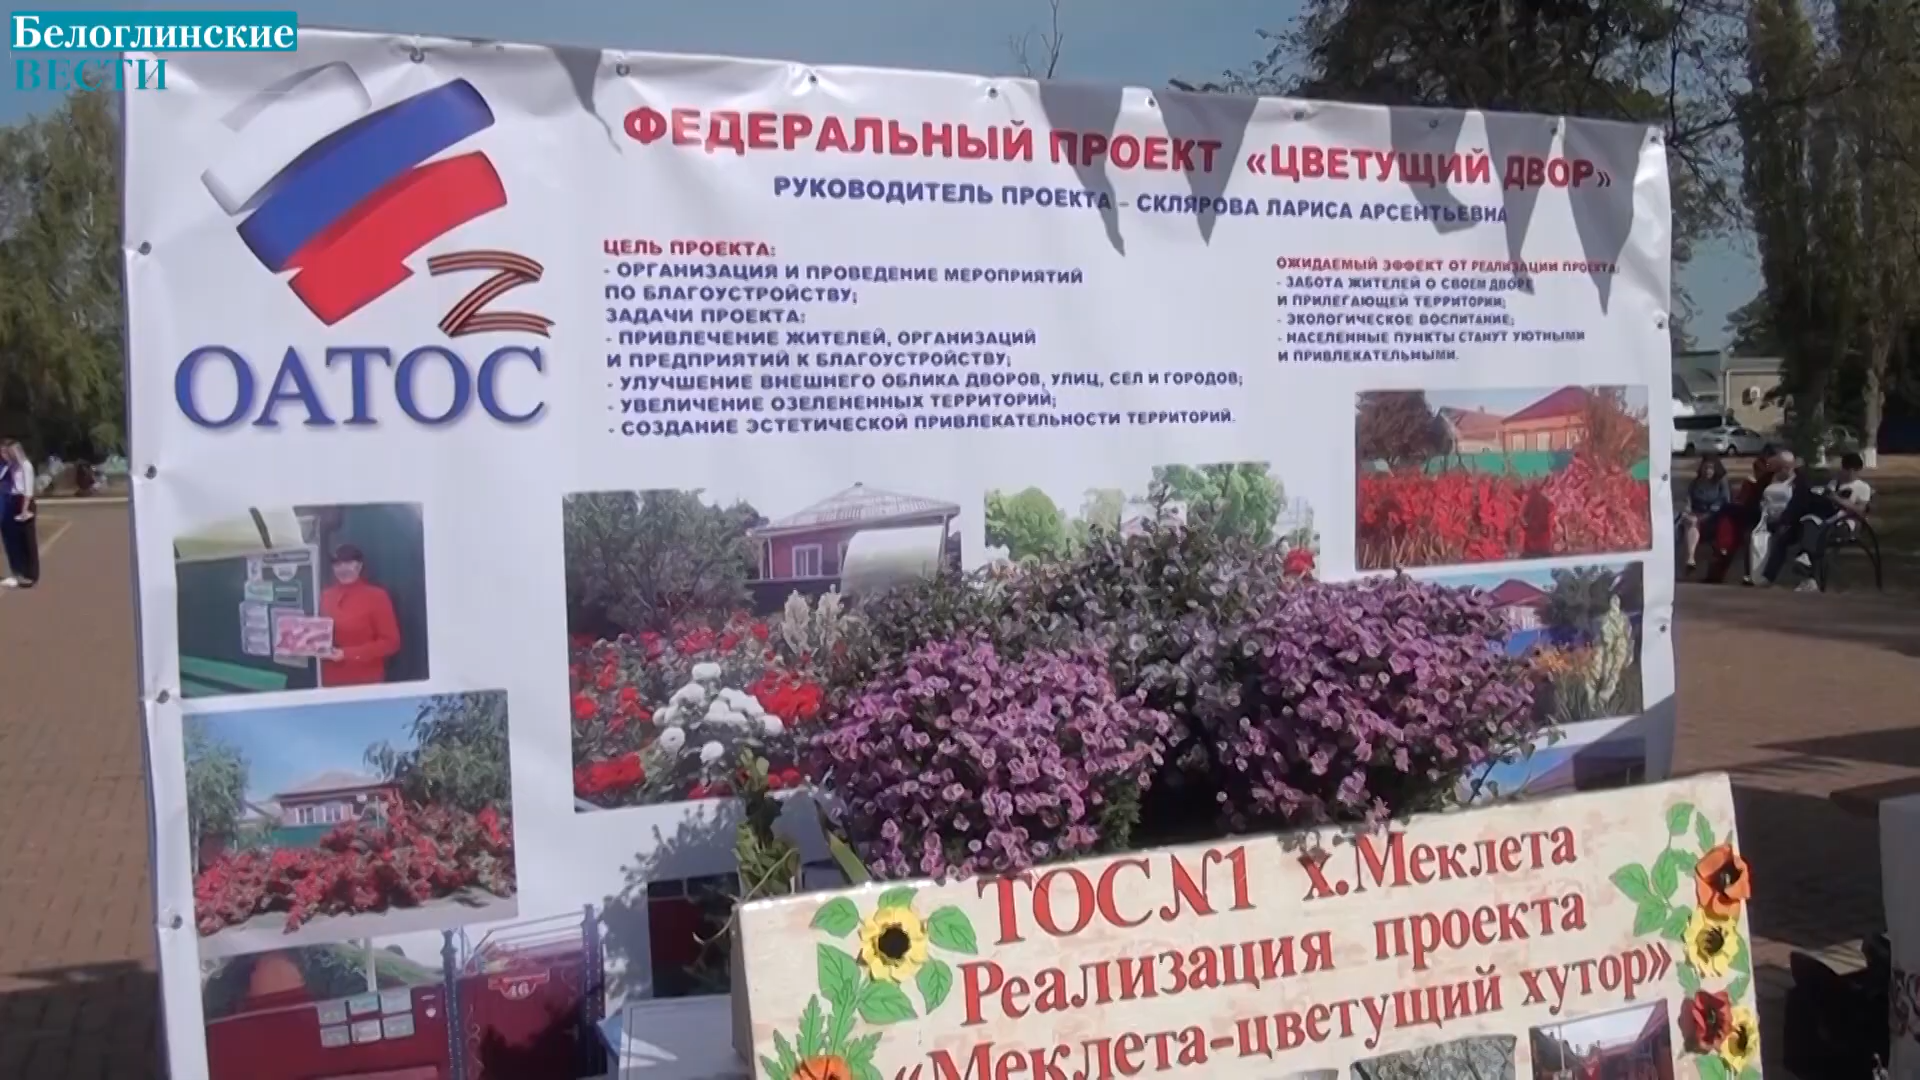 Белоглинские
ВЕСТИ
ФЕДЕРАЛЬНЫЙ ПРОЕКТ «ЦВЕТУЩИЙ ДВОР»
РУКОВОДИТЕЛЬ ПРОЕКТА – СКЛЯРОВА ЛАРИСА АРСЕНТЬЕВНА
Z
ОАТОС
ЦЕЛЬ ПРОЕКТА:
- ОРГАНИЗАЦИЯ И ПРОВЕДЕНИЕ МЕРОПРИЯТИЙ
ПО БЛАГОУСТРОЙСТВУ;
ЗАДАЧИ ПРОЕКТА:
- ПРИВЛЕЧЕНИЕ ЖИТЕЛЕЙ, ОРГАНИЗАЦИЙ
И ПРЕДПРИЯТИЙ К БЛАГОУСТРОЙСТВУ;
- УЛУЧШЕНИЕ ВНЕШНЕГО ОБЛИКА ДВОРОВ, УЛИЦ, СЕЛ И ГОРОДОВ;
- УВЕЛИЧЕНИЕ ОЗЕЛЕНЕННЫХ ТЕРРИТОРИЙ;
- СОЗДАНИЕ ЭСТЕТИЧЕСКОЙ ПРИВЛЕКАТЕЛЬНОСТИ ТЕРРИТОРИЙ.
ОЖИДАЕМЫЙ ЭФФЕКТ ОТ РЕАЛИЗАЦИИ ПРОЕКТА:
- ЗАБОТА ЖИТЕЛЕЙ О СВОЕМ ДВОРЕ
И ПРИЛЕГАЮЩЕЙ ТЕРРИТОРИИ;
- ЭКОЛОГИЧЕСКОЕ ВОСПИТАНИЕ;
- НАСЕЛЕННЫЕ ПУНКТЫ СТАНУТ УЮТНЫМИ
И ПРИВЛЕКАТЕЛЬНЫМИ.
46
ТОС№1 х.Меклета
Реализация проекта
«Меклета-цветущий хутор»